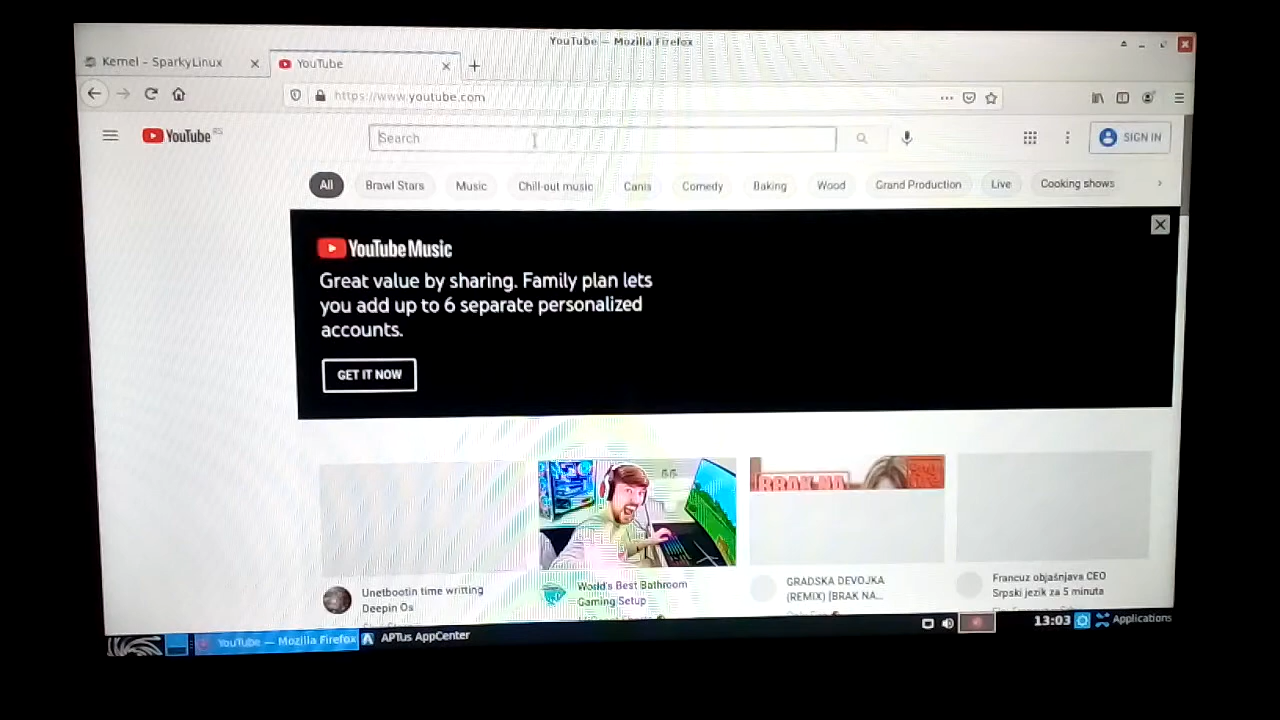 YouTube — Mozilla Firefox
Kernel - SparkyLinux
YouTube
https://www.youtube.com
YouTube RS
Search
SIGN IN
All
Brawl Stars
Music
Chill-out music
Canis
Comedy
Baking
Wood
Grand Production
Live
Cooking shows
YouTube Music
Great value by sharing. Family plan lets
you add up to 6 separate personalized
accounts.
GET IT NOW
BRAK NA
Unetbootin time writing
Deepin Os
World's Best Bathroom
Gaming Setup
GRADSKA DEVOJKA
(REMIX) [BRAK NA...
Francuz objašnjava CEO
Srpski jezik za 5 minuta
YouTube — Mozilla Firefox
APTus AppCenter
13:03
Applications